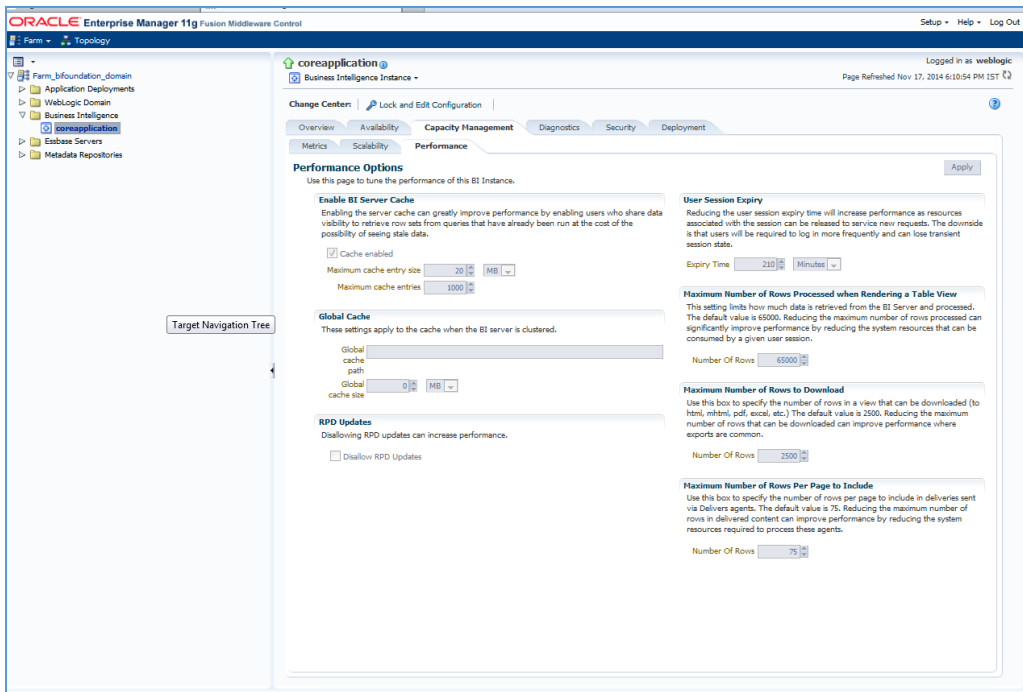 ORACLE Enterprise Manager 11g Fusion Middleware Control
Setup Help Log Out
Farm Topology
Farm_bifoundation_domain
Application Deployments
WebLogic Domain
Business Intelligence
coreapplication
Essbase Servers
Metadata Repositories
Target Navigation Tree
coreapplication
Logged in as weblogic
Business Intelligence Instance
Page Refreshed Nov 17, 2014 6:10:54 PM IST
Change Center: Lock and Edit Configuration
Overview Availability Capacity Management Diagnostics Security Deployment
Metrics Scalability Performance
Performance Options
Apply
Use this page to tune the performance of this BI Instance.
Enable BI Server Cache
Enabling the server cache can greatly improve performance by enabling users who share data
visibility to retrieve row sets from queries that have already been run at the cost of the
possibility of seeing stale data.
Cache enabled
Maximum cache entry size 20 MB
Maximum cache entries 1000
Global Cache
These settings apply to the cache when the BI server is clustered.
Global
cache
path
Global
cache size
0 MB
RPD Updates
Disallowing RPD updates can increase performance.
Disallow RPD Updates
User Session Expiry
Reducing the user session expiry time will increase performance as resources
associated with the session can be released to service new requests. The downside
is that users will be required to log in more frequently and can lose transient
session state.
Expiry Time 210 Minutes
Maximum Number of Rows Processed when Rendering a Table View
This setting limits how much data is retrieved from the BI Server and processed.
The default value is 65000. Reducing the maximum number of rows processed can
significantly improve performance by reducing the system resources that can be
consumed by a given user session.
Number Of Rows 65000
Maximum Number of Rows to Download
Use this box to specify the number of rows in a view that can be downloaded (to
html, mhtml, pdf, excel, etc.) The default value is 2500. Reducing the maximum
number of rows that can be downloaded can improve performance where
exports are common.
Number Of Rows 2500
Maximum Number of Rows Per Page to Include
Use this box to specify the number of rows per page to include in deliveries sent
via Delivers agents. The default value is 75. Reducing the maximum number of
rows in delivered content can improve performance by reducing the system
resources required to process these agents.
Number Of Rows 75